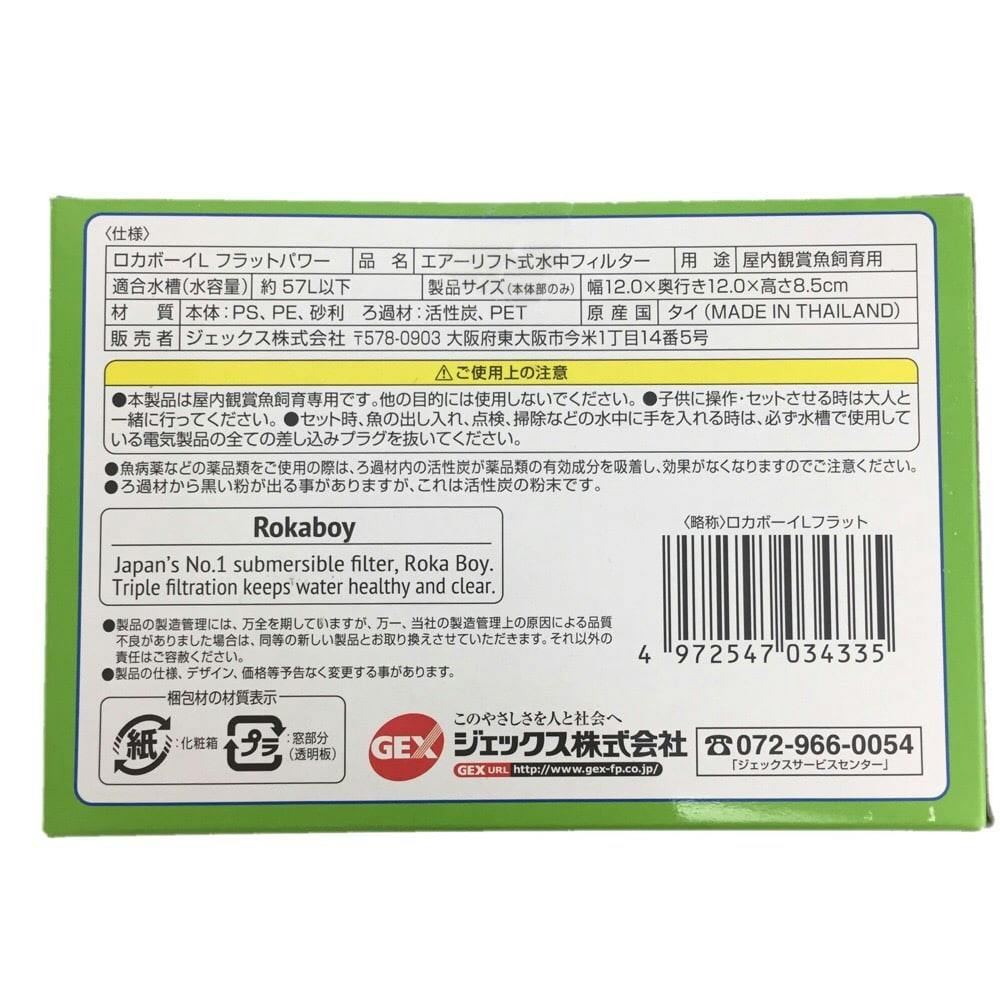 〈仕様〉
ロカボーイL フラットパワー 品名 エアーリフト式水中フィルター 用途 屋内観賞魚飼育用
適合水槽(水容量) 約57L以下 製品サイズ(本体部のみ) 幅12.0×奥行き12.0×高さ8.5cm
材質 本体:PS、PE、砂利 ろ過材:活性炭、PET 原産国 タイ(MADE IN THAILAND)
販売者 ジェックス株式会社 〒578-0903 大阪府東大阪市今米1丁目14番5号
⚠ご使用上の注意
●本製品は屋内観賞魚飼育専用です。他の目的には使用しないでください。 ●子供に操作・セットさせる時は大人と
一緒に行ってください。 ●セット時、魚の出し入れ、点検、掃除などの水中に手を入れる時は、必ず水槽で使用して
いる電気製品の全ての差し込みプラグを抜いてください。
●魚病薬などの薬品類をご使用の際は、ろ過材内の活性炭が薬品類の有効成分を吸着し、効果がなくなりますのでご注意ください。
●ろ過材から黒い粉が出る事がありますが、これは活性炭の粉末です。
Rokaboy
Japan's No.1 submersible filter, Roka Boy.
Triple filtration keeps water healthy and clear.
〈略称〉ロカボーイLフラット
4 972547 034335
●製品の製造管理には、万全を期していますが、万一、当社の製造管理上の原因による品質
不良がありました場合は、同等の新しい製品とお取り換えさせていただきます。それ以外の
責任はご容赦ください。
●製品の仕様、デザイン、価格等予告なく変更する事があります。
梱包材の材質表示
紙 :化粧箱 プラ :窓部分
(透明板)
このやさしさを人と社会へ
GEX ジェックス株式会社
GEX URL http://www.gex-fp.co.jp/
☎072-966-0054
「ジェックスサービスセンター」